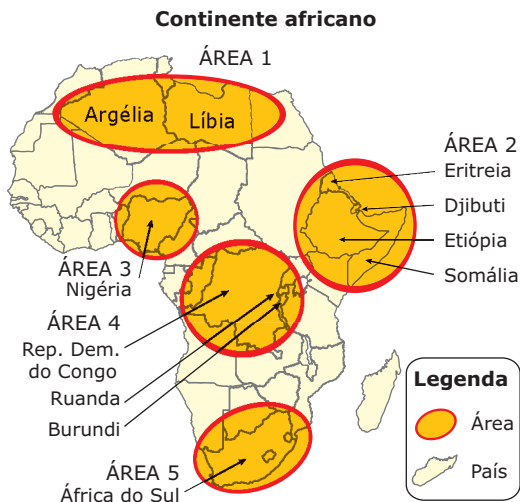 Continente africano
ÁREA 1
Argélia
Líbia
ÁREA 2
Eritreia
Djibuti
Etiópia
Somália
ÁREA 3
Nigéria
ÁREA 4
Rep. Dem.
do Congo
Ruanda
Burundi
ÁREA 5
África do Sul
Legenda
Área
País